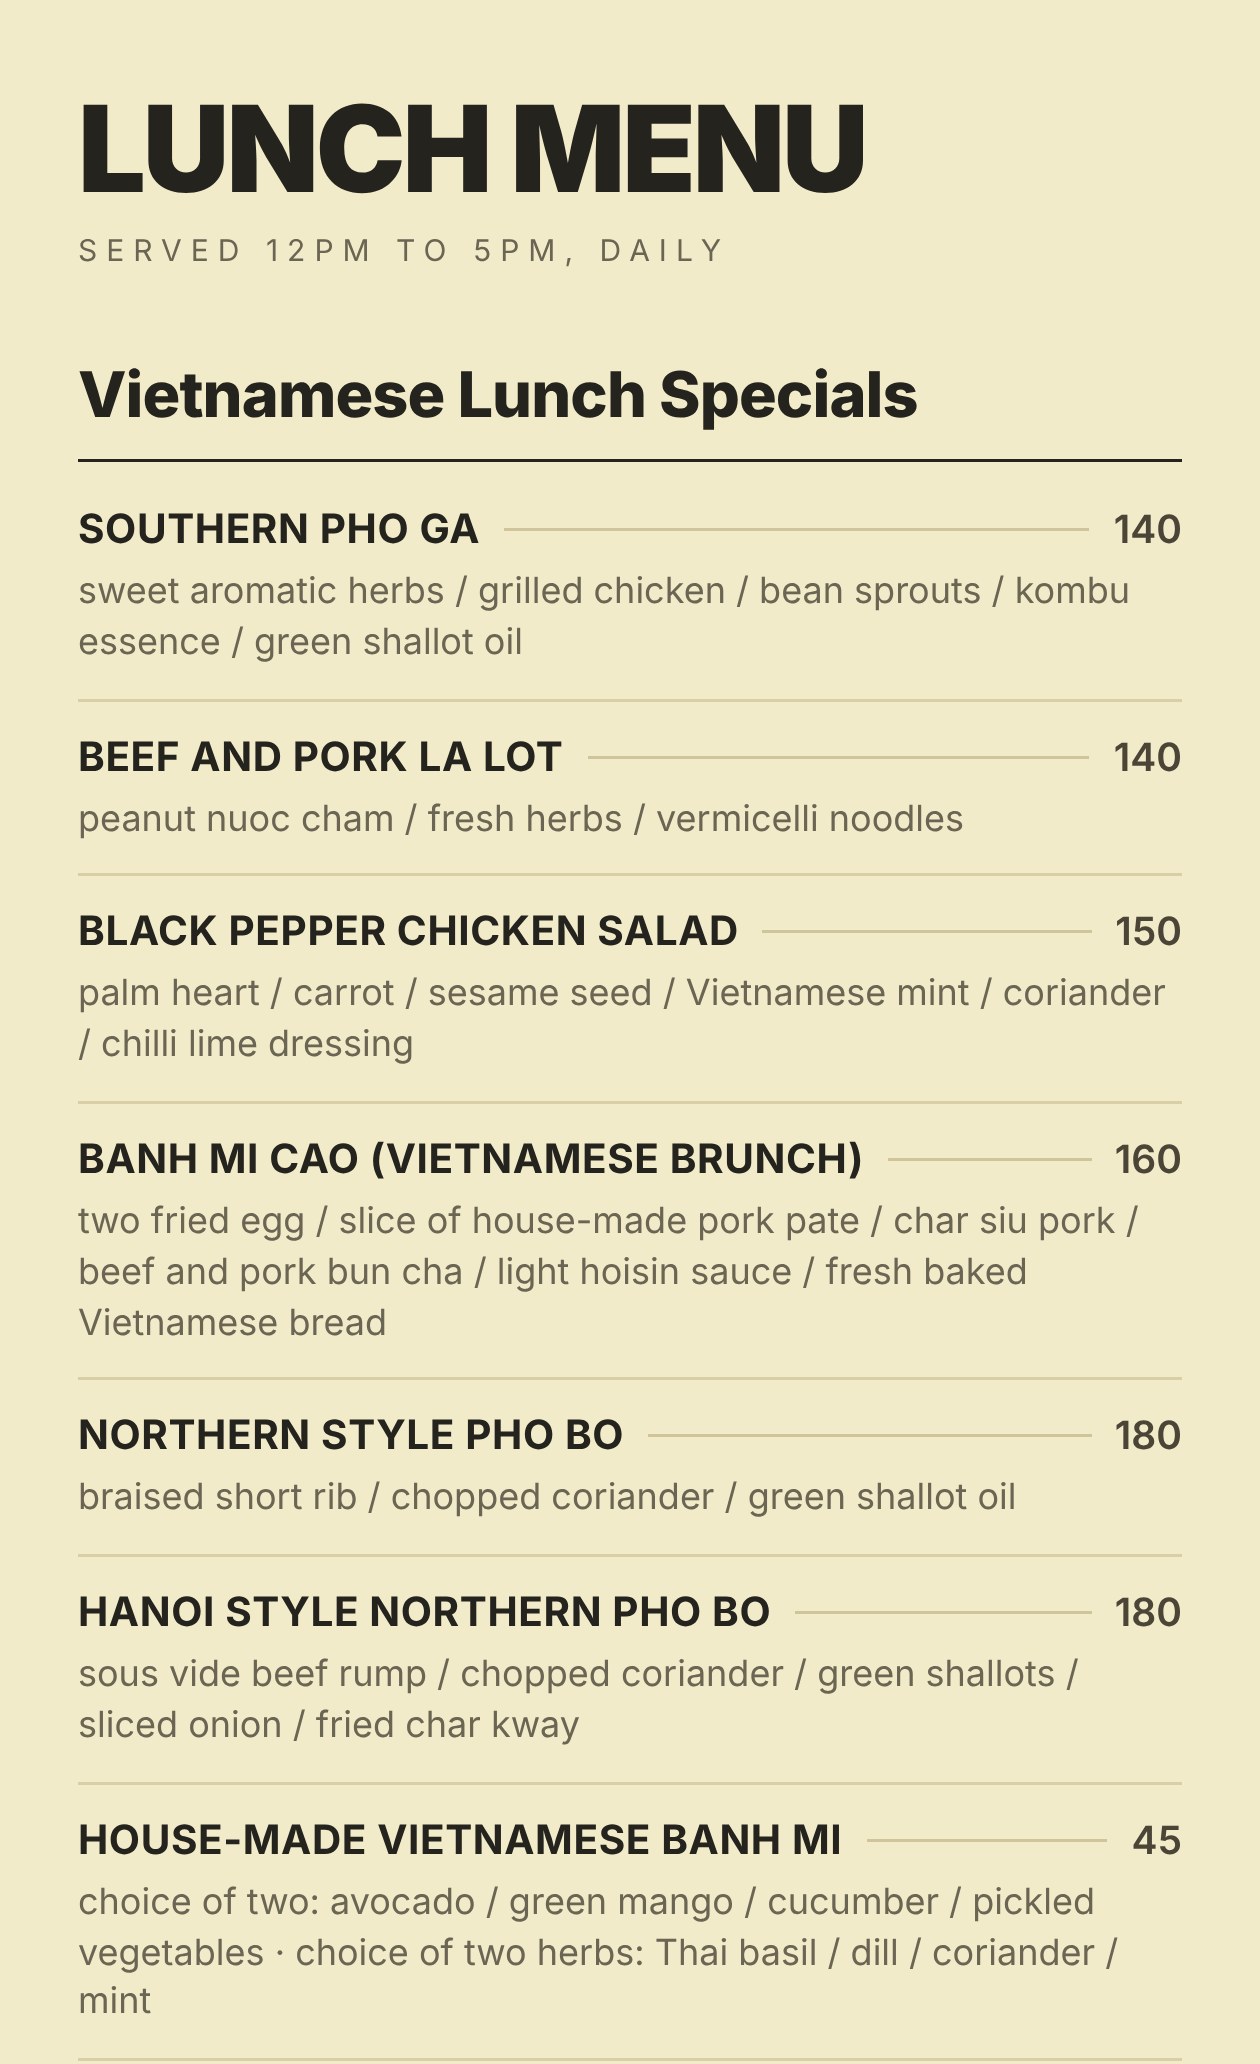 LUNCH MENU
SERVED 12PM TO 5PM, DAILY
Vietnamese Lunch Specials
SOUTHERN PHO GA 140
sweet aromatic herbs / grilled chicken / bean sprouts / kombu
essence / green shallot oil
BEEF AND PORK LA LOT 140
peanut nuoc cham / fresh herbs / vermicelli noodles
BLACK PEPPER CHICKEN SALAD 150
palm heart / carrot / sesame seed / Vietnamese mint / coriander
/ chilli lime dressing
BANH MI CAO (VIETNAMESE BRUNCH) 160
two fried egg / slice of house-made pork pate / char siu pork /
beef and pork bun cha / light hoisin sauce / fresh baked
Vietnamese bread
NORTHERN STYLE PHO BO 180
braised short rib / chopped coriander / green shallot oil
HANOI STYLE NORTHERN PHO BO 180
sous vide beef rump / chopped coriander / green shallots /
sliced onion / fried char kway
HOUSE-MADE VIETNAMESE BANH MI 45
choice of two: avocado / green mango / cucumber / pickled
vegetables · choice of two herbs: Thai basil / dill / coriander /
mint